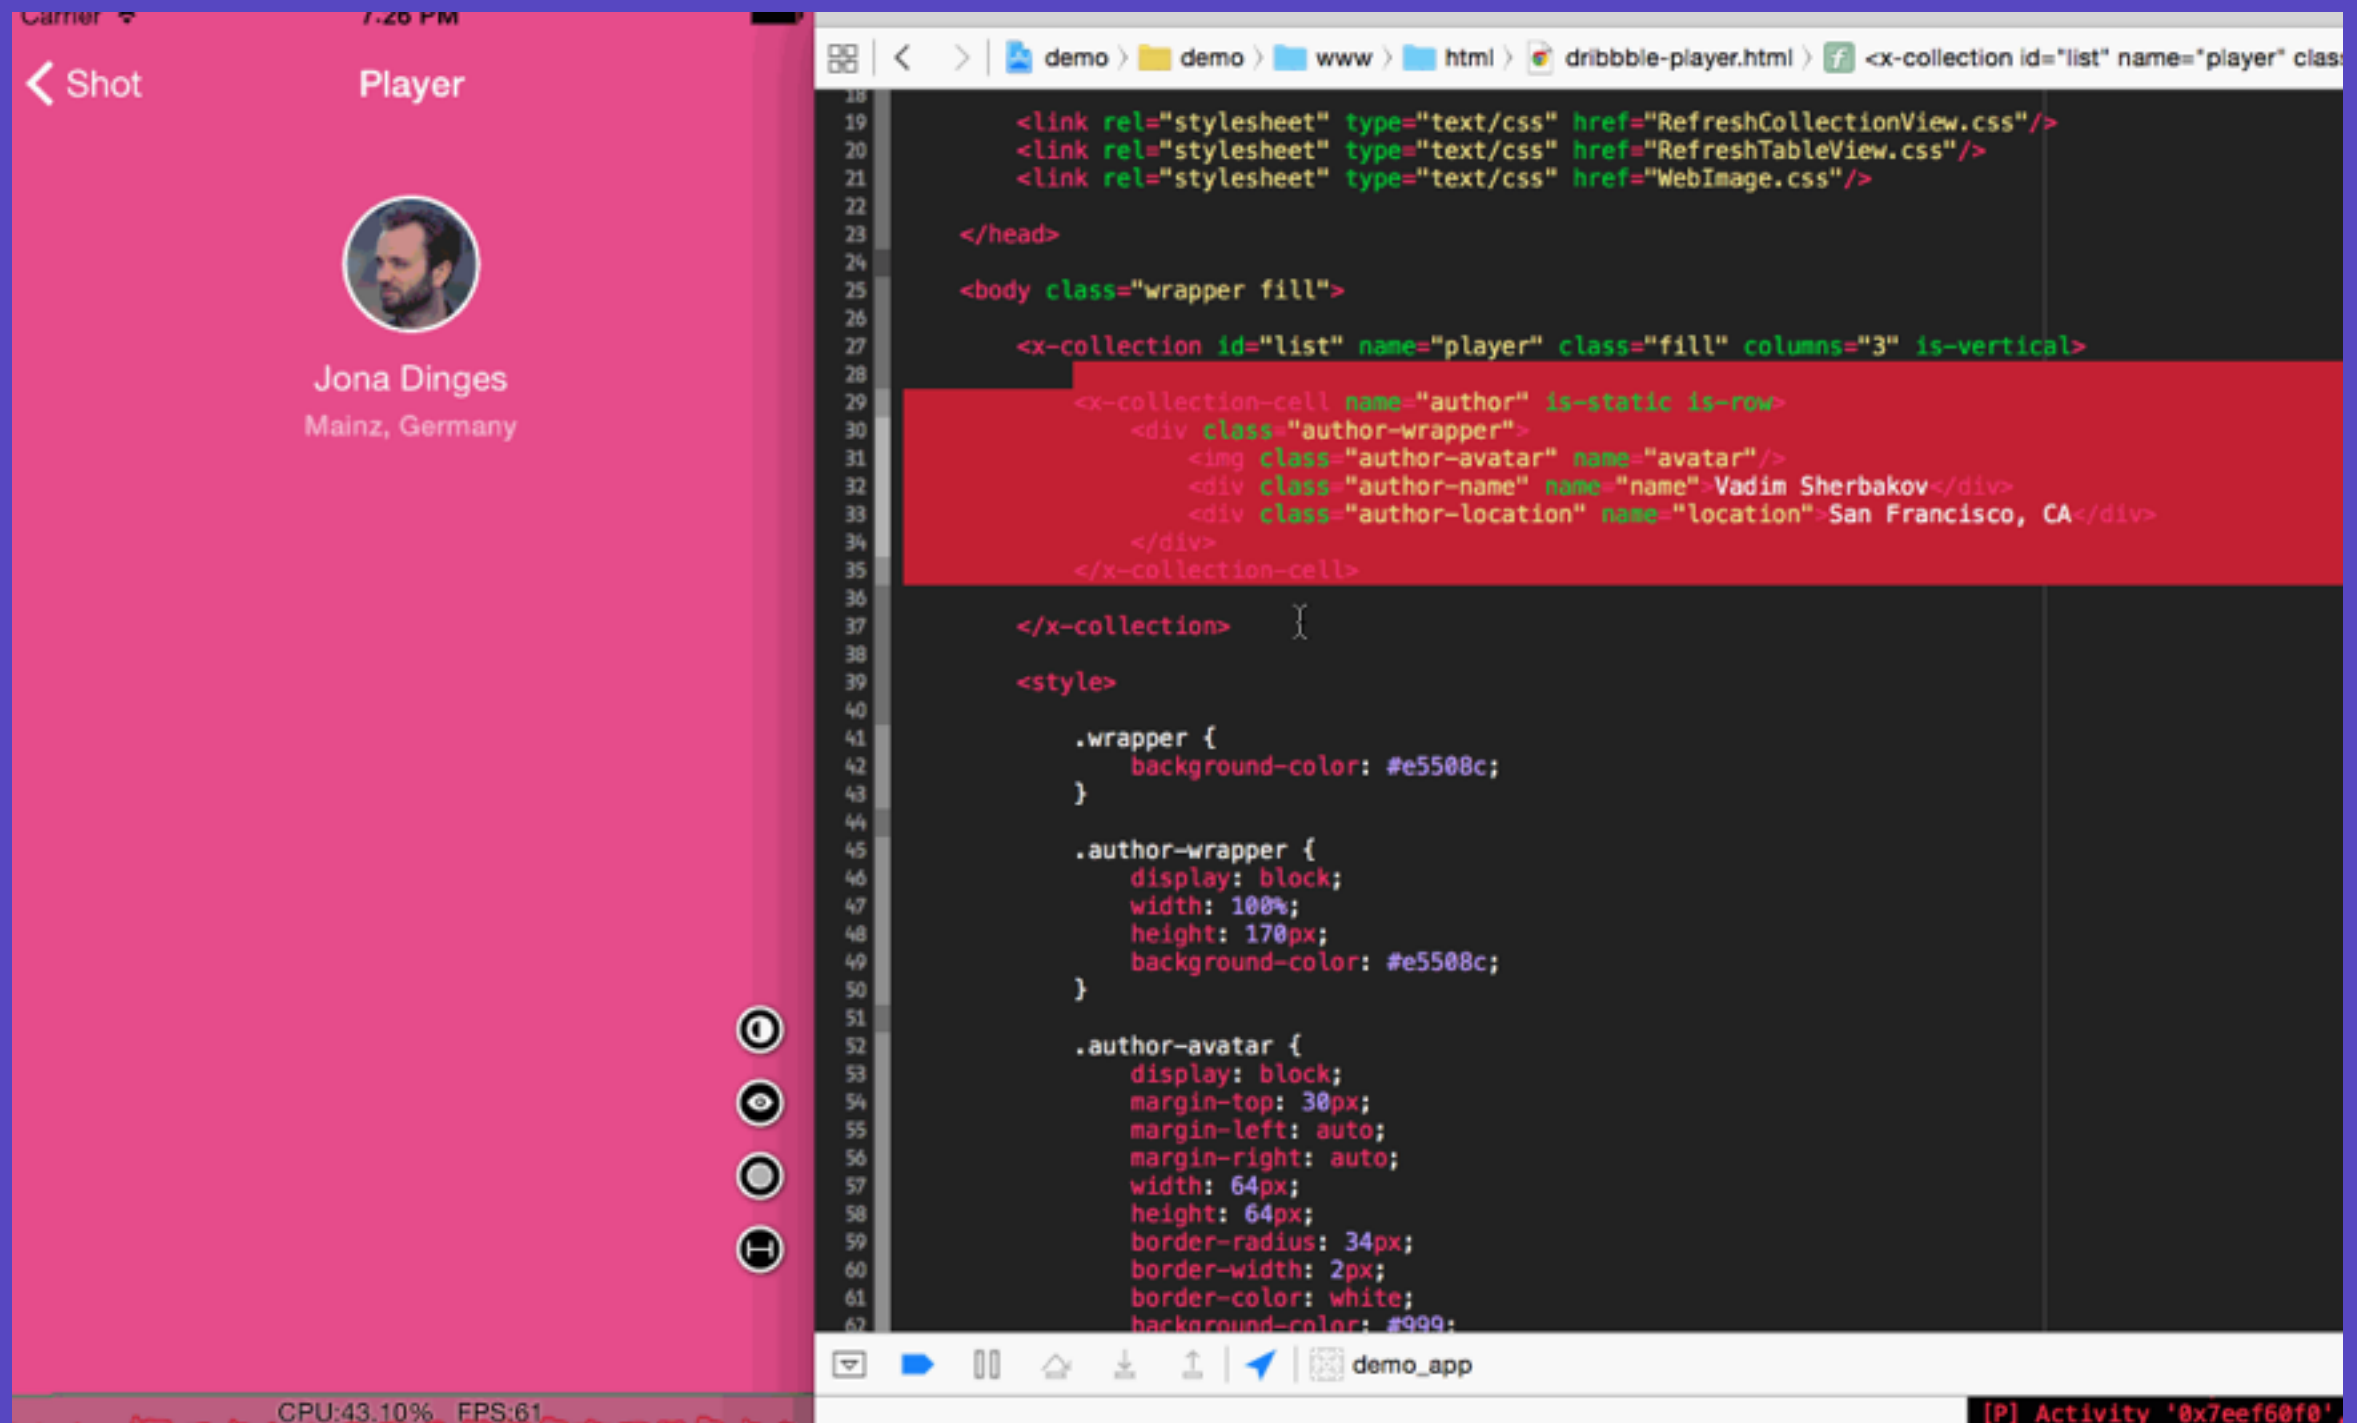 Carrier 7:26 PM
Shot Player
Jona Dinges
Mainz, Germany
CPU:43.10% FPS:61
demo demo www html dribbble-player.html <x-collection id="list" name="player" clas
18
19 <link rel="stylesheet" type="text/css" href="RefreshCollectionView.css"/>
20 <link rel="stylesheet" type="text/css" href="RefreshTableView.css"/>
21 <link rel="stylesheet" type="text/css" href="WebImage.css"/>
22
23 </head>
24
25 <body class="wrapper fill">
26
27 <x-collection id="list" name="player" class="fill" columns="3" is-vertical>
28
29 <x-collection-cell name="author" is-static is-row>
30 <div class="author-wrapper">
31 <img class="author-avatar" name="avatar"/>
32 <div class="author-name" name="name">Vadim Sherbakov</div>
33 <div class="author-location" name="location">San Francisco, CA</div>
34 </div>
35 </x-collection-cell>
36
37 </x-collection>
38
39 <style>
40
41 .wrapper {
42 background-color: #e5508c;
43 }
44
45 .author-wrapper {
46 display: block;
47 width: 100%;
48 height: 170px;
49 background-color: #e5508c;
50 }
51
52 .author-avatar {
53 display: block;
54 margin-top: 30px;
55 margin-left: auto;
56 margin-right: auto;
57 width: 64px;
58 height: 64px;
59 border-radius: 34px;
60 border-width: 2px;
61 border-color: white;
62 background-color: #999;
demo_app
[P] Activity '0x7eef60f0'